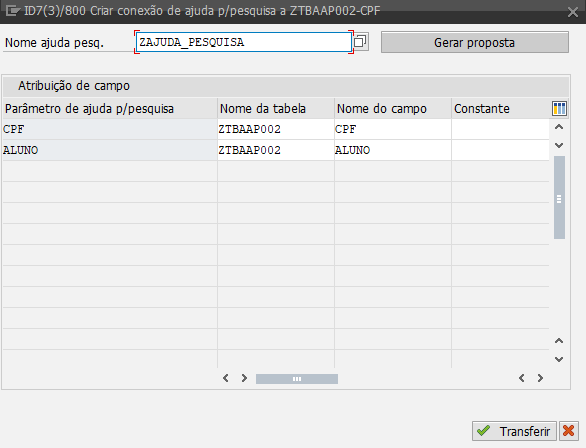 ID7(3)/800 Criar conexão de ajuda p/pesquisa a ZTBAAP002-CPF
Nome ajuda pesq. ZAJUDA_PESQUISA Gerar proposta
Atribuição de campo
Parâmetro de ajuda p/pesquisa Nome da tabela Nome do campo Constante
CPF ZTBAAP002 CPF
ALUNO ZTBAAP002 ALUNO
Transferir